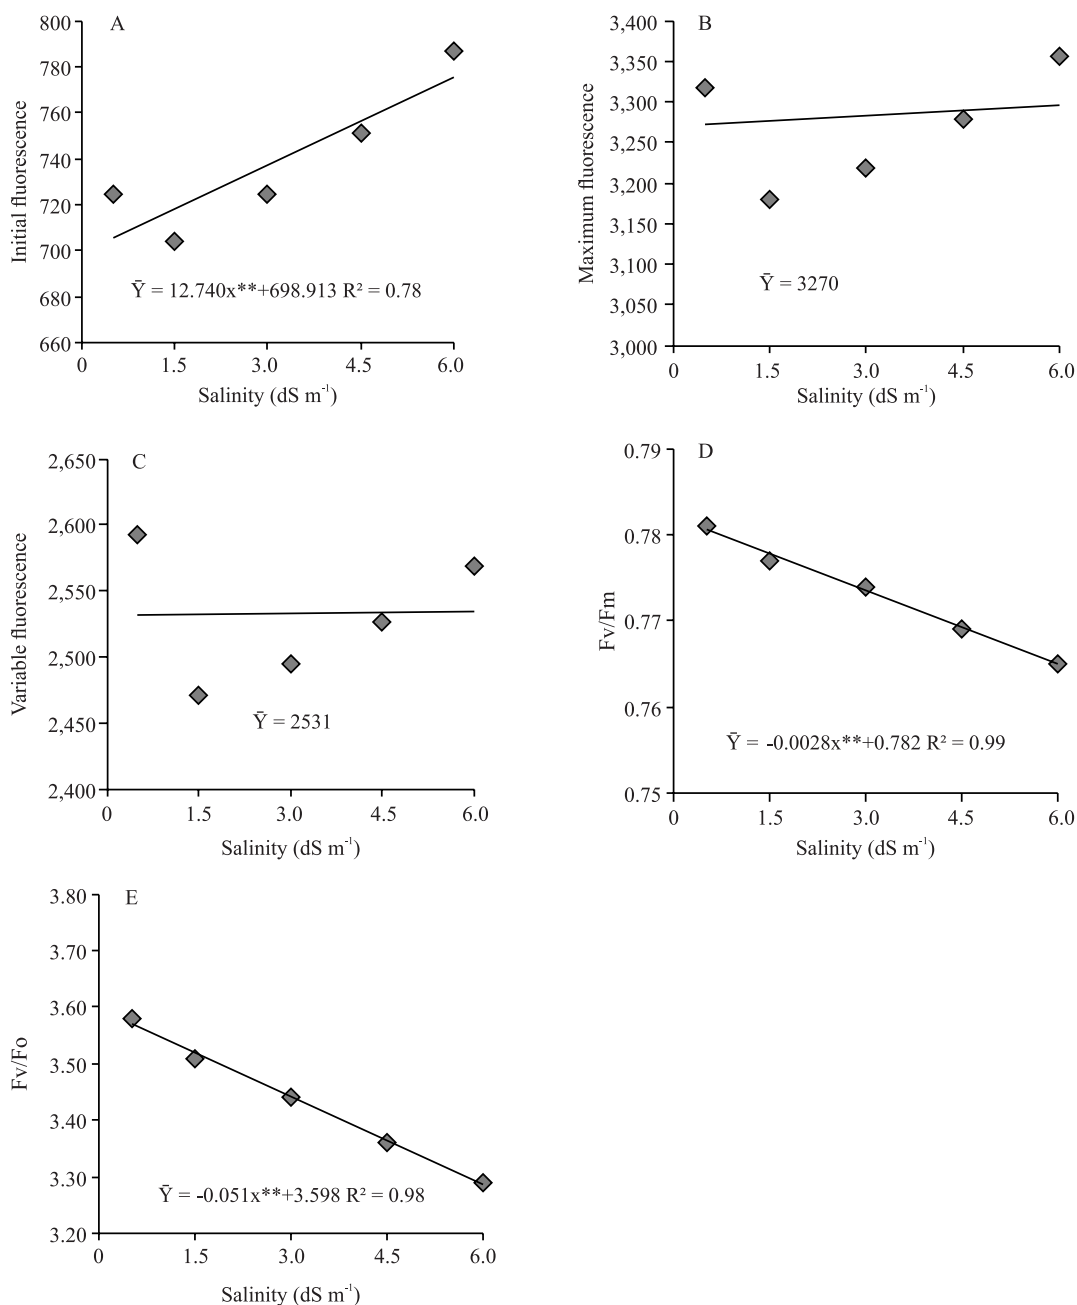 A
800
780
760
740
720
700
680
660
Initial fluorescence
Ȳ = 12.740x**+698.913 R² = 0.78
0 1.5 3.0 4.5 6.0
Salinity (dS m⁻¹)
B
3,400
3,350
3,300
3,250
3,200
3,150
3,100
3,050
3,000
Maximum fluorescence
Ȳ = 3270
0 1.5 3.0 4.5 6.0
Salinity (dS m⁻¹)
C
2,650
2,600
2,550
2,500
2,450
2,400
Variable fluorescence
Ȳ = 2531
0 1.5 3.0 4.5 6.0
Salinity (dS m⁻¹)
D
0.79
0.78
0.77
0.76
0.75
Fv/Fm
Ȳ = -0.0028x**+0.782 R² = 0.99
0 1.5 3.0 4.5 6.0
Salinity (dS m⁻¹)
E
3.80
3.70
3.60
3.50
3.40
3.30
3.20
Fv/Fo
Ȳ = -0.051x**+3.598 R² = 0.98
0 1.5 3.0 4.5 6.0
Salinity (dS m⁻¹)